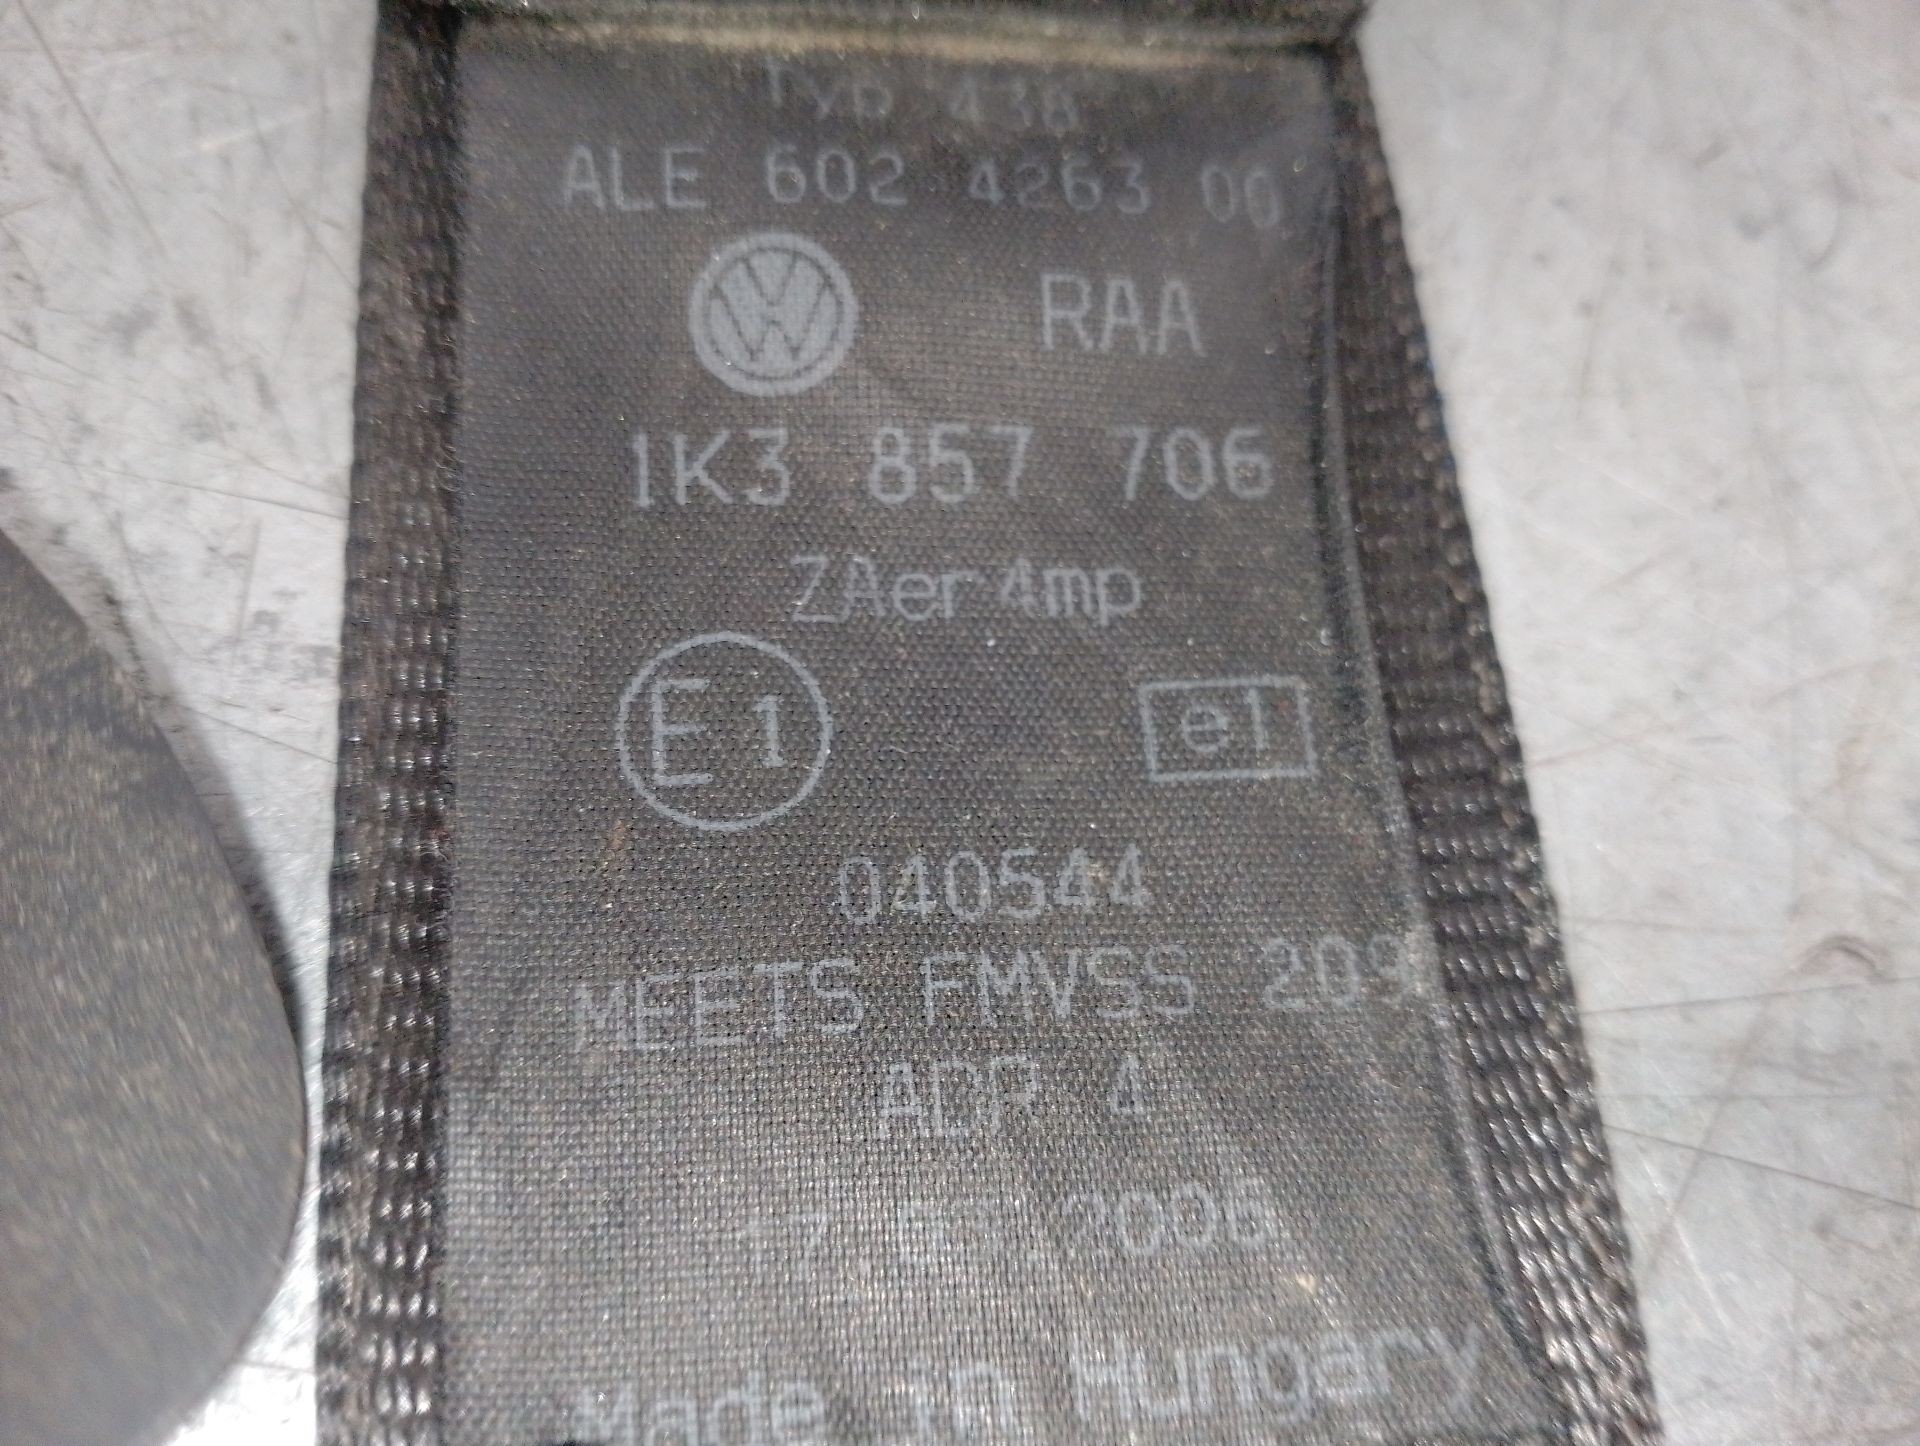 Typ 438
ALE 602 4263 00
RAA
1K3 857 706
ZAer4mp
E1 e1
040544
MEETS FMVSS 209
ADR 4
2006
Made in Hungary